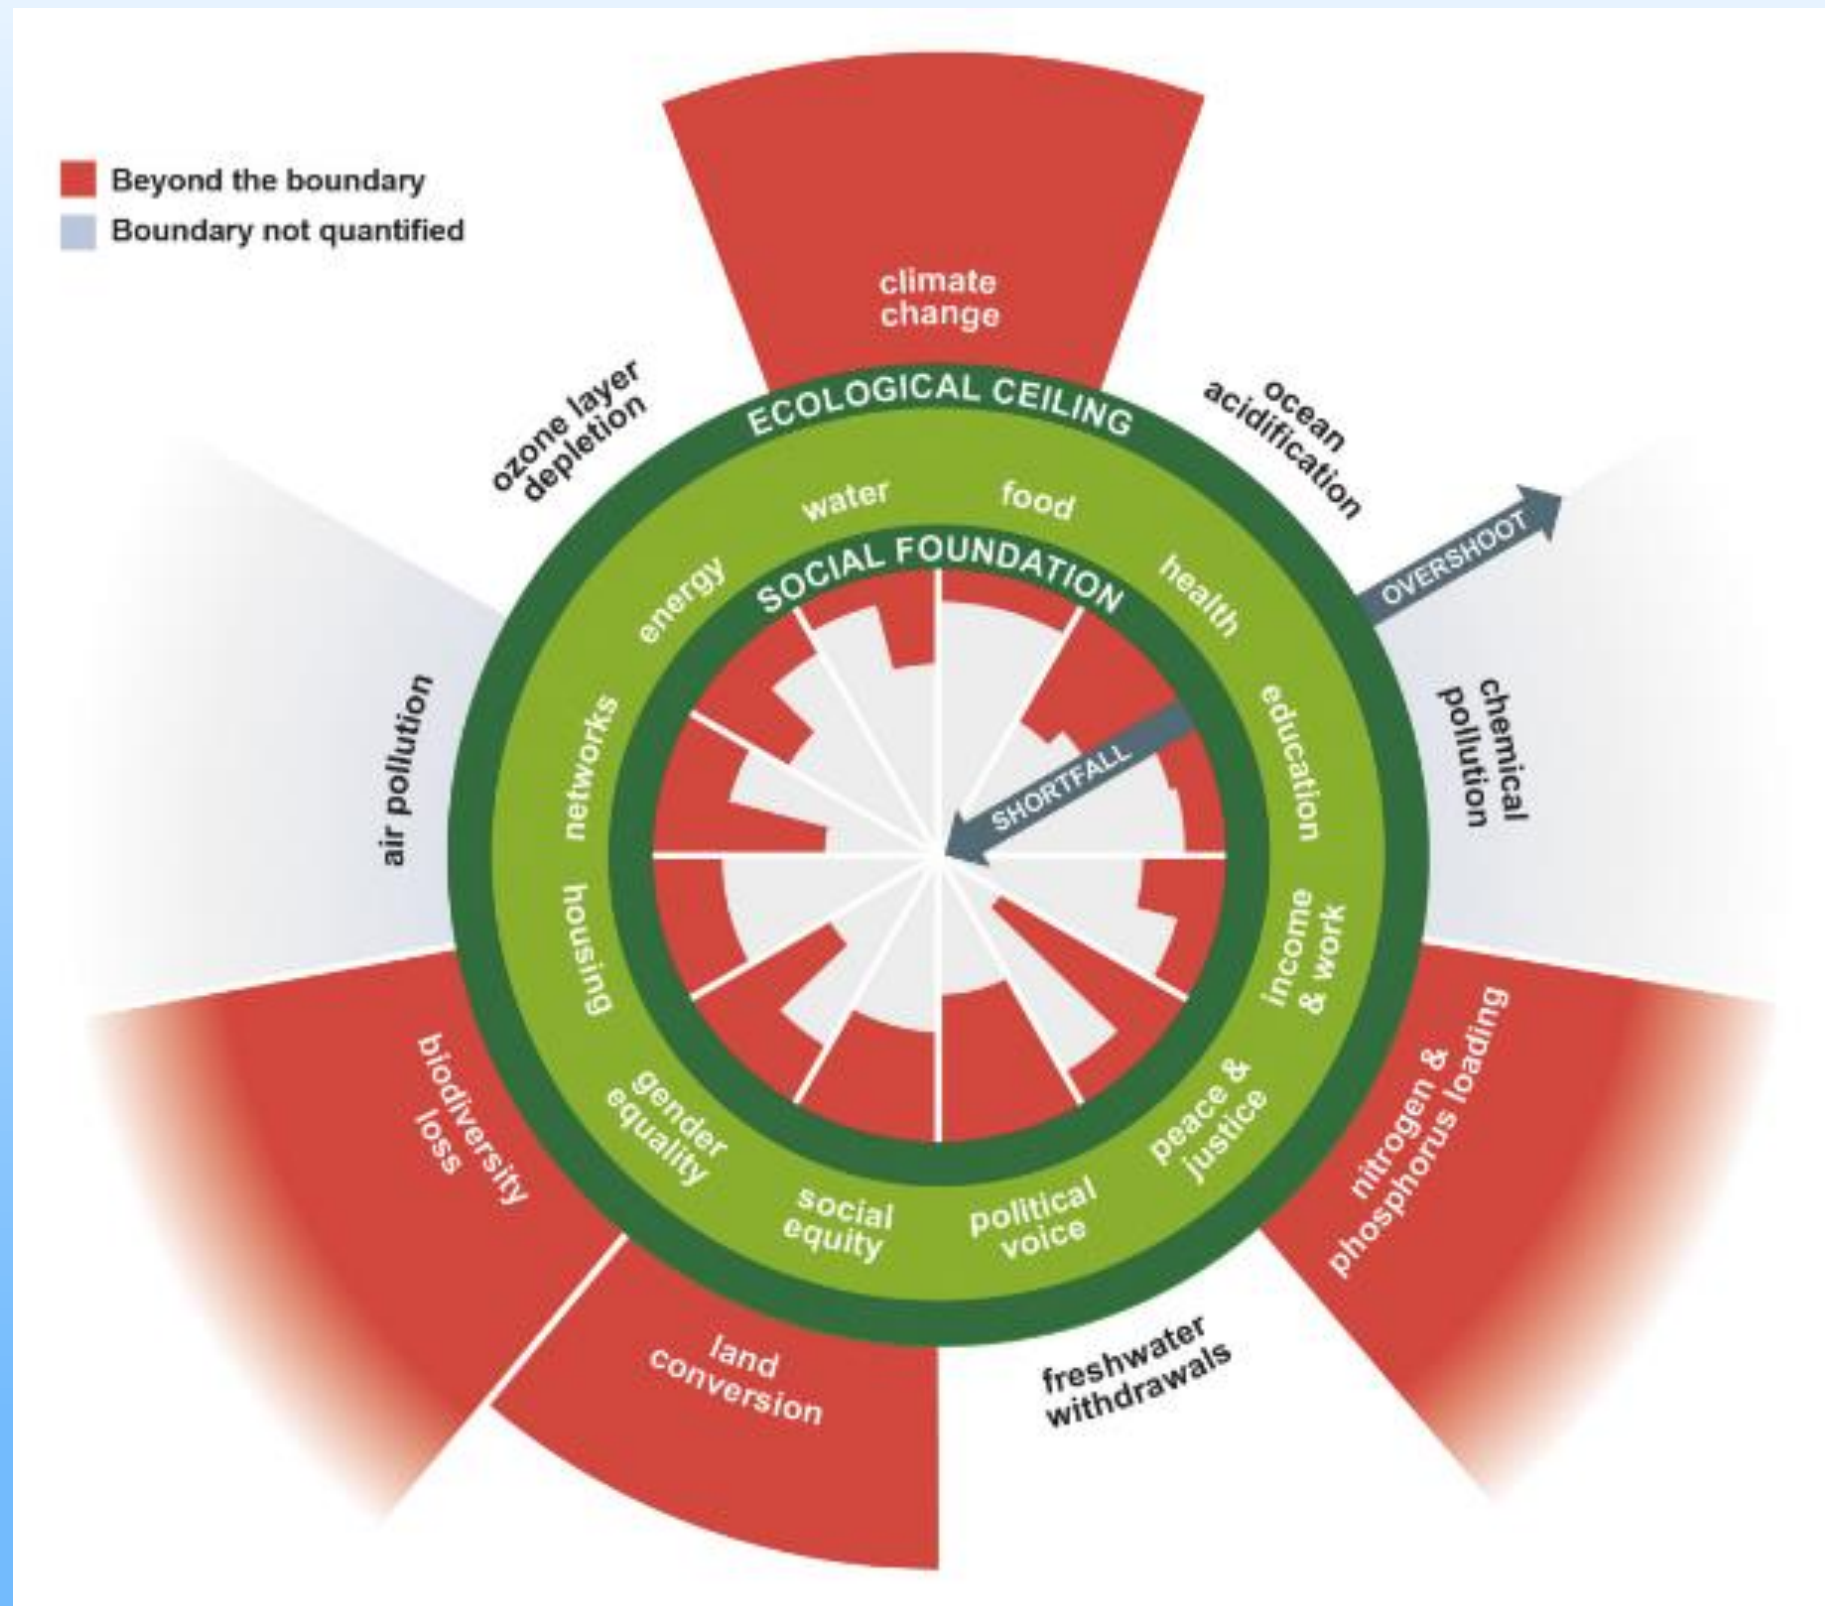 Beyond the boundary
Boundary not quantified
climate
change
ozone layer
depletion
ocean
acidification
ECOLOGICAL CEILING
water
food
SOCIAL FOUNDATION
energy
health
OVERSHOOT
networks
education
SHORTFALL
air pollution
chemical
pollution
housing
income
& work
biodiversity
loss
gender
equality
peace &
justice
nitrogen &
phosphorus loading
social
equity
political
voice
land
conversion
freshwater
withdrawals